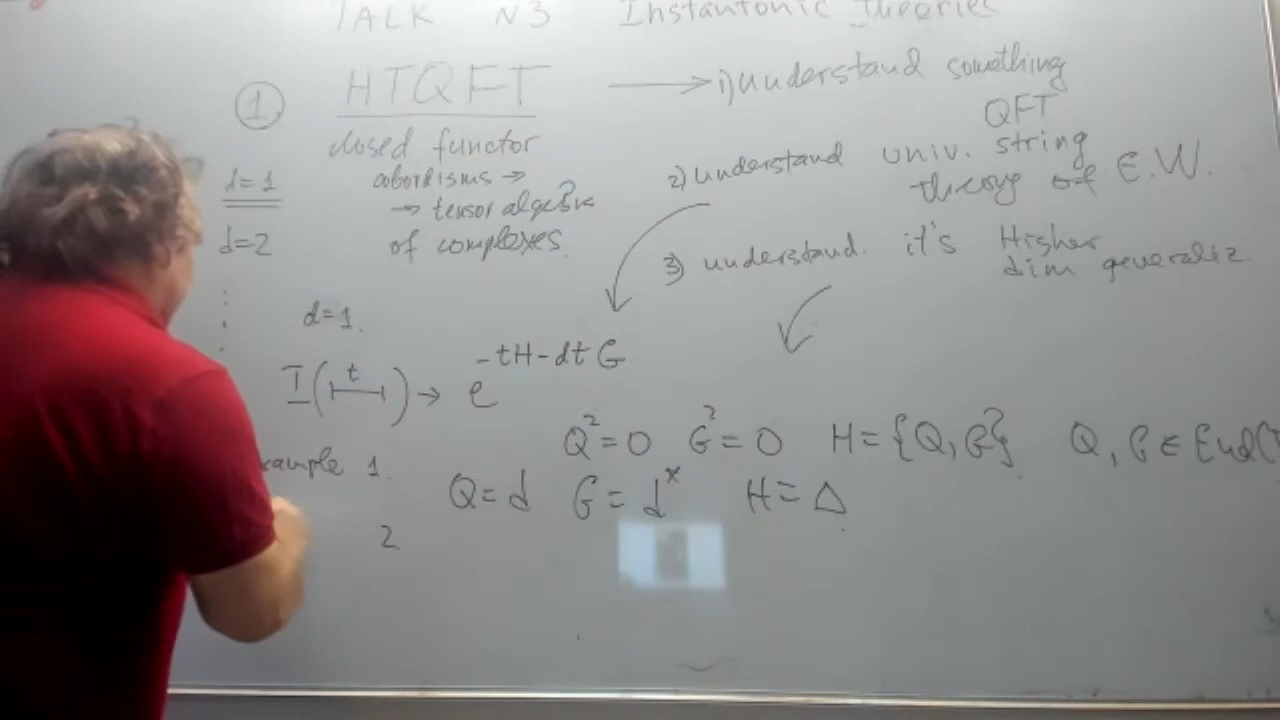 TALK N3 Instantonic Theories
1 HTQFT → 1) understand something
QFT
closed functor
d=1 cobordisms →
→ tensor algebra
d=2 of complexes.
2) understand univ. string
theory of E.W.
3) understand. it's Higher
dim generaliz.
d=1.
I(t) → e^{-tH-dtG}
Q²=0 G²=0 H={Q,G} Q,G∈End(
xample 1. Q=d G=d* H=Δ
2